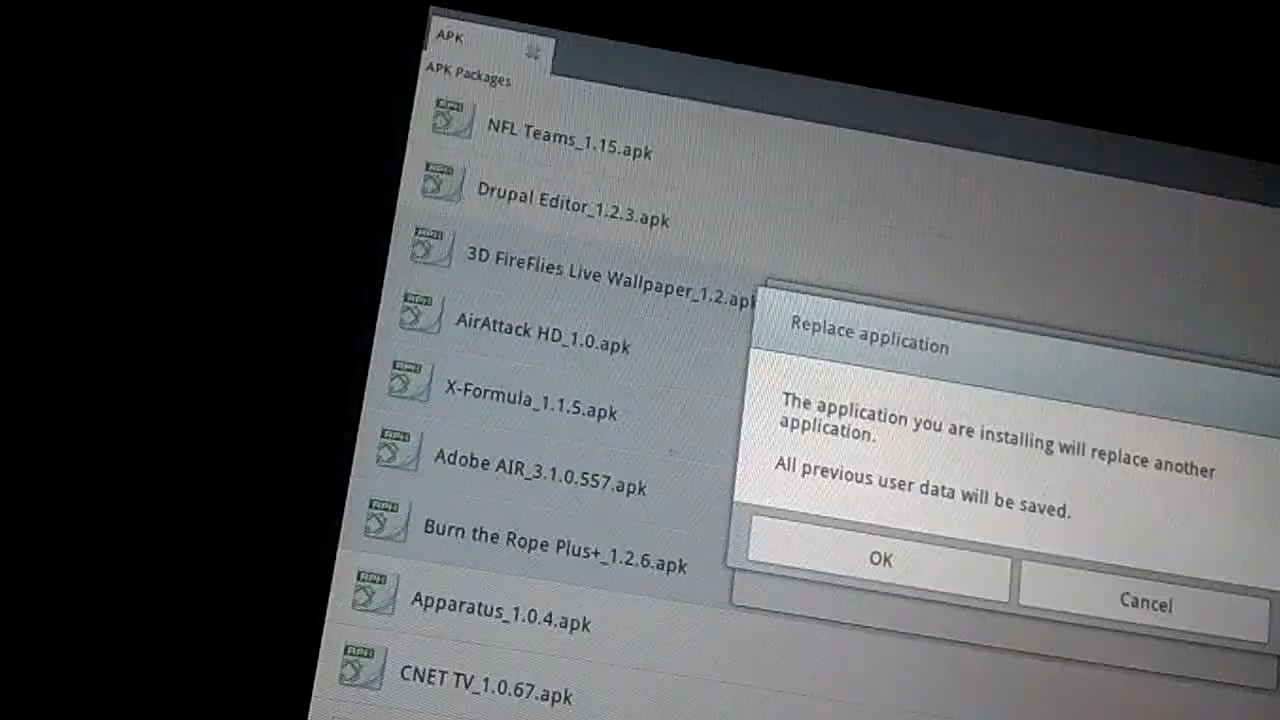 APK
APK Packages
NFL Teams_1.15.apk
Drupal Editor_1.2.3.apk
3D FireFlies Live Wallpaper_1.2.apk
AirAttack HD_1.0.apk
X-Formula_1.1.5.apk
Adobe AIR_3.1.0.557.apk
Burn the Rope Plus+_1.2.6.apk
Apparatus_1.0.4.apk
CNET TV_1.0.67.apk
Replace application
The application you are installing will replace another
application.
All previous user data will be saved.
OK
Cancel